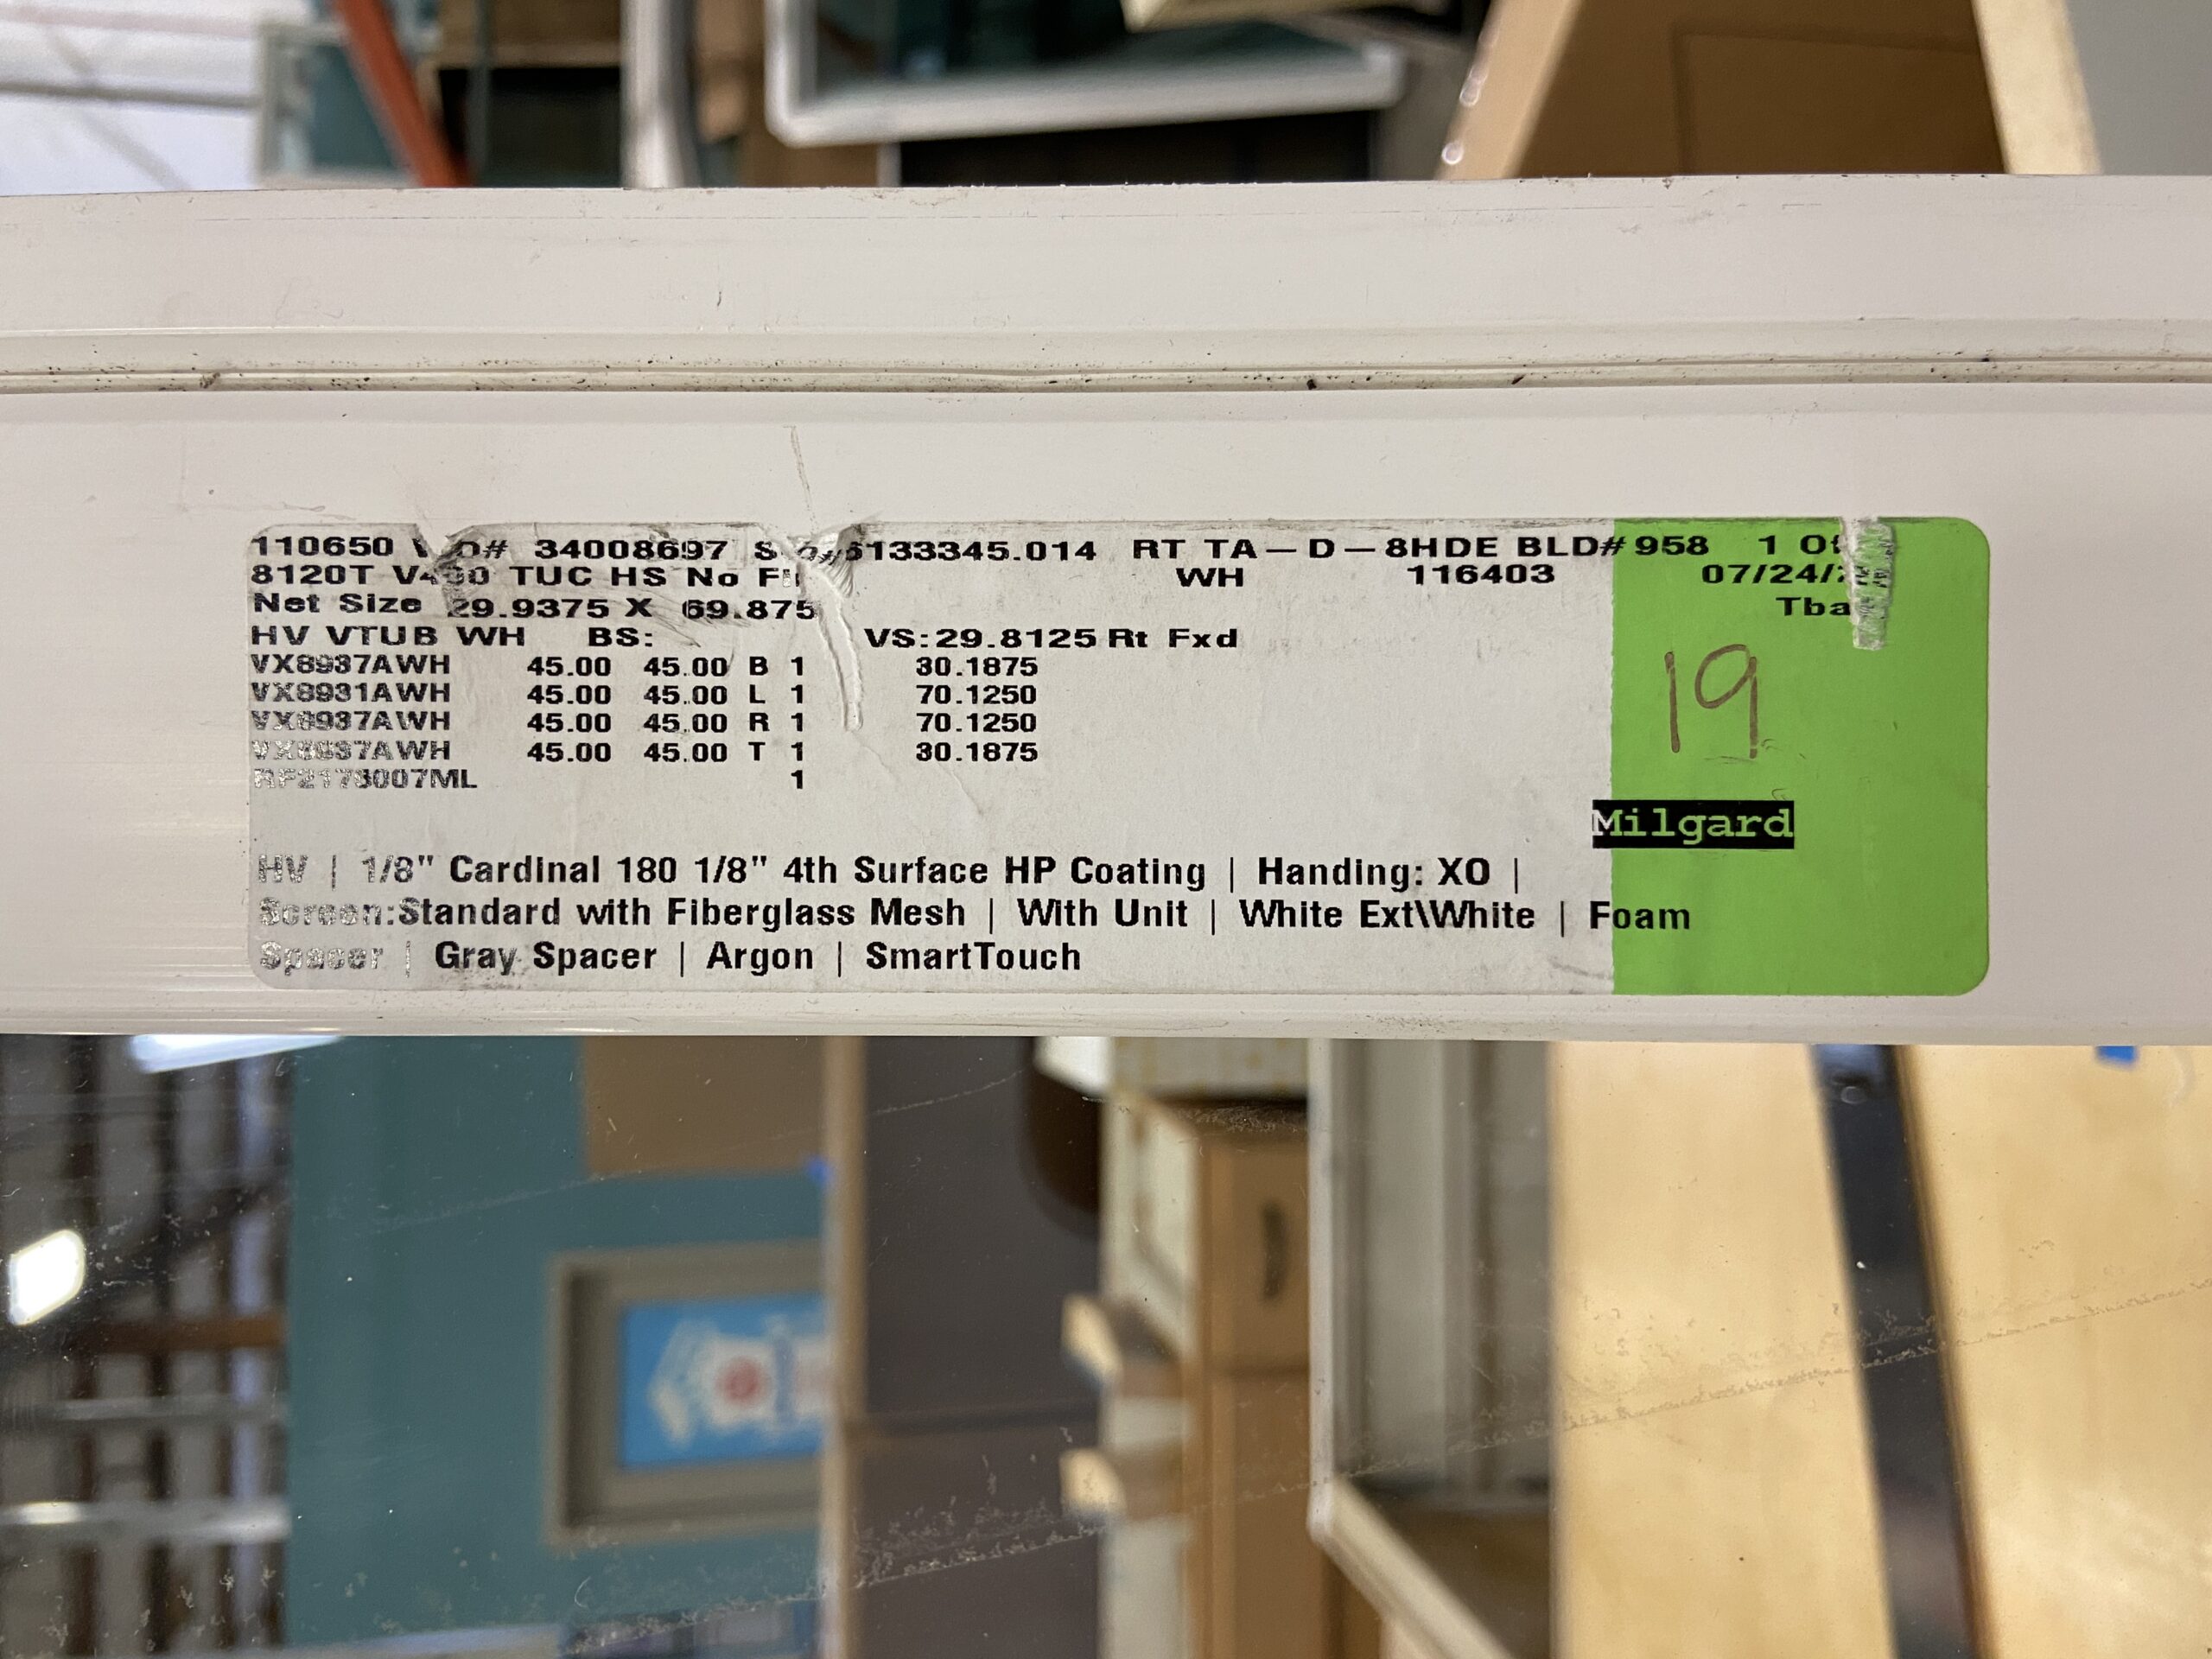 110650 34008697 133345.014 RT TA-D-8HDE BLD# 958 1
8120T TUC HS No WH 116403 07/24/
Net Size 29.9375 X 69.875
HV VTUB WH BS: VS: 29.8125 Rt Fxd
VX8937AWH 45.00 45.00 B 1 30.1875
VX8931AWH 45.00 45.00 L 1 70.1250
VX8937AWH 45.00 45.00 R 1 70.1250
VX8937AWH 45.00 45.00 T 1 30.1875
1
19
Milgard
HV | 1/8" Cardinal 180 1/8" 4th Surface HP Coating | Handing: XO |
Screen:Standard with Fiberglass Mesh | With Unit | White Ext\White | Foam
Spacer | Gray Spacer | Argon | SmartTouch